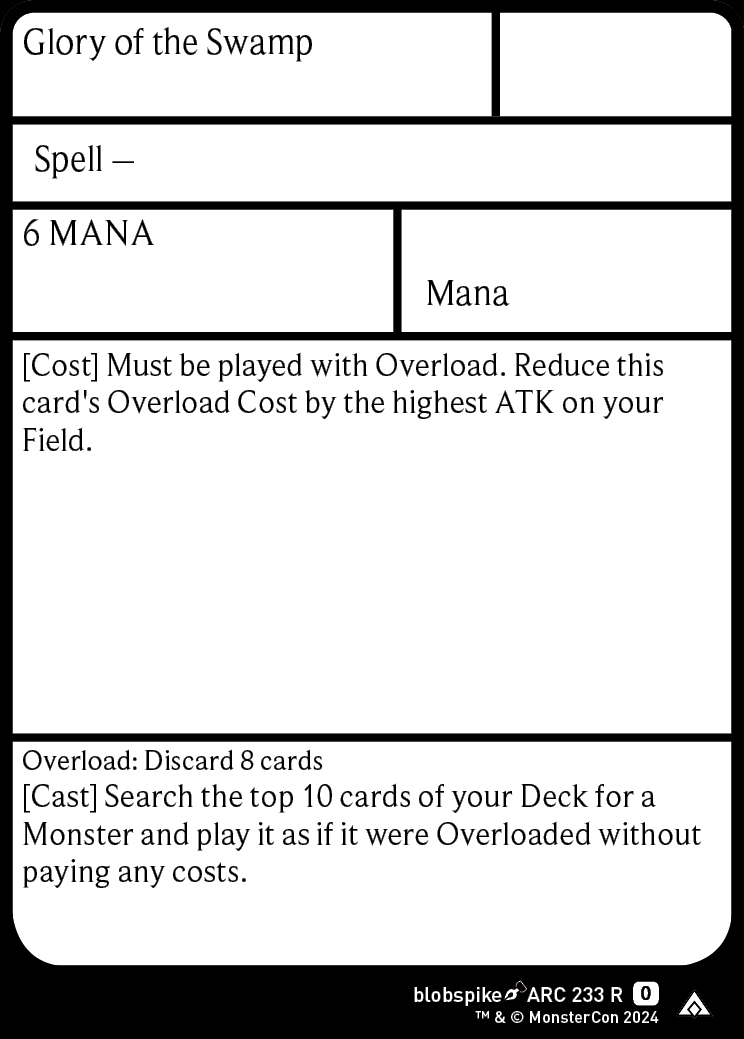 Glory of the Swamp
Spell —
6 MANA
Mana
[Cost] Must be played with Overload. Reduce this
card's Overload Cost by the highest ATK on your
Field.
Overload: Discard 8 cards
[Cast] Search the top 10 cards of your Deck for a
Monster and play it as if it were Overloaded without
paying any costs.
blobspike ARC 233 R 0
™ & © MonsterCon 2024